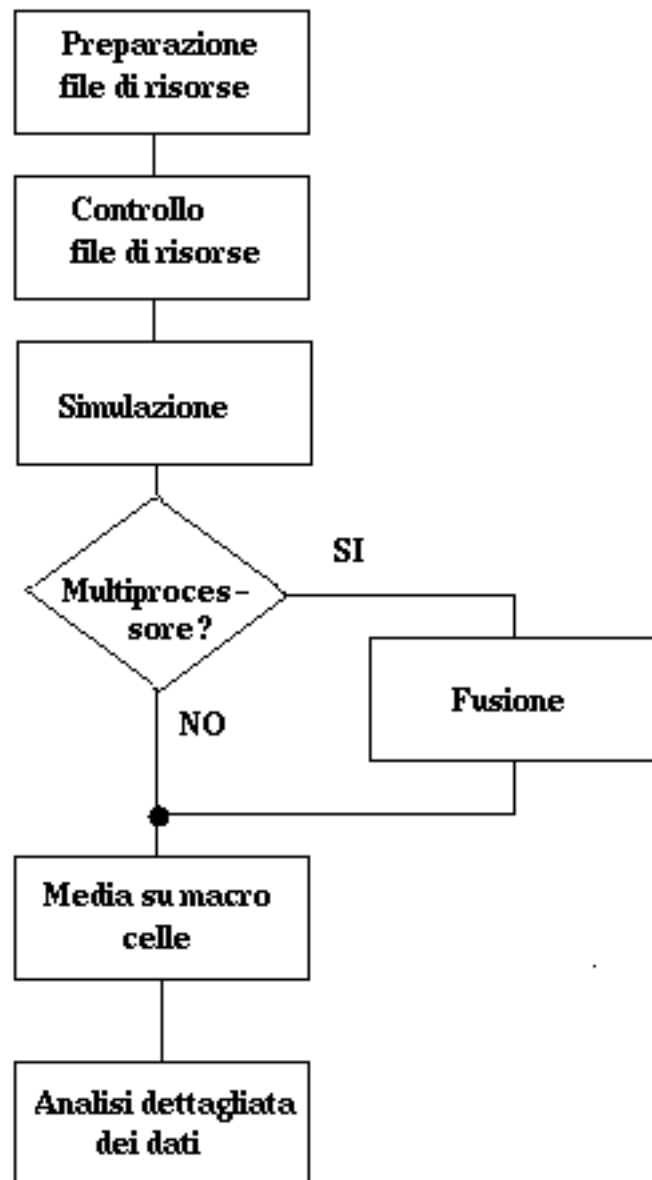 Preparazione
file di risorse
Controllo
file di risorse
Simulazione
SI
Multiproces-
sore?
Fusione
NO
Media su macro
celle
Analisi dettagliata
dei dati